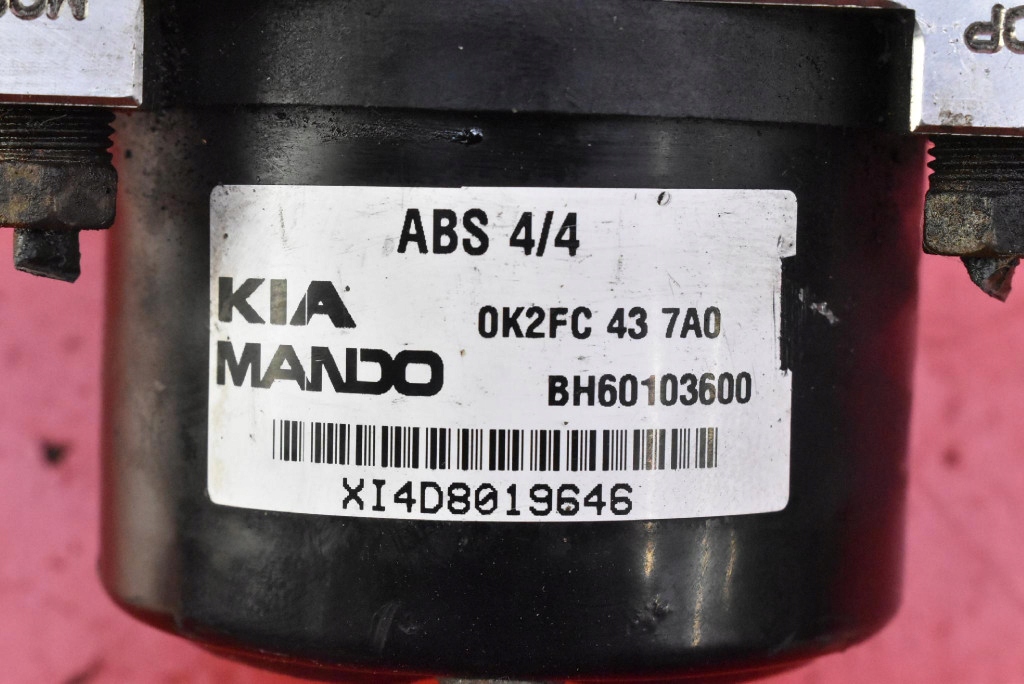 ABS 4/4
KIA
0K2FC 43 7A0
MANDO
BH60103600
XI4D8019646